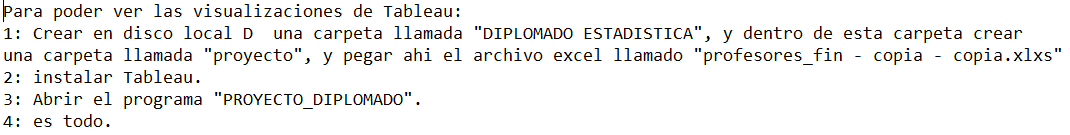 Para poder ver las visualizaciones de Tableau:
1: Crear en disco local D  una carpeta llamada "DIPLOMADO ESTADISTICA", y dentro de esta carpeta crear
una carpeta llamada "proyecto", y pegar ahi el archivo excel llamado "profesores_fin - copia - copia.xlxs"
2: instalar Tableau.
3: Abrir el programa "PROYECTO_DIPLOMADO".
4: es todo.